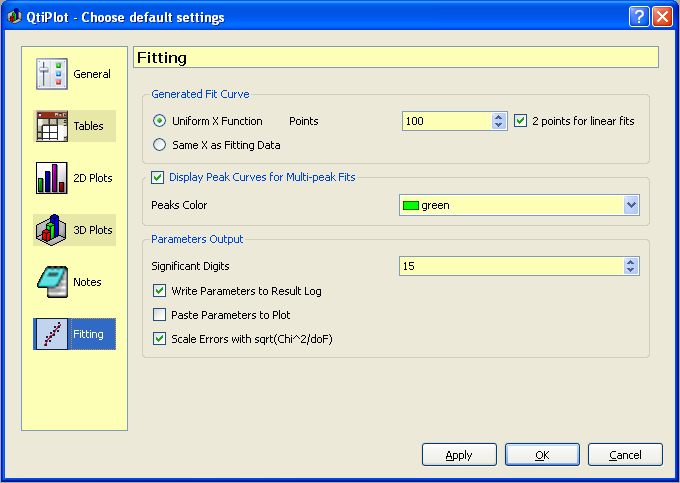 QtiPlot - Choose default settings
General
Tables
2D Plots
3D Plots
Notes
Fitting
Fitting
Generated Fit Curve
Uniform X Function Points 100 2 points for linear fits
Same X as Fitting Data
Display Peak Curves for Multi-peak Fits
Peaks Color green
Parameters Output
Significant Digits 15
Write Parameters to Result Log
Paste Parameters to Plot
Scale Errors with sqrt(Chi^2/doF)
Apply OK Cancel